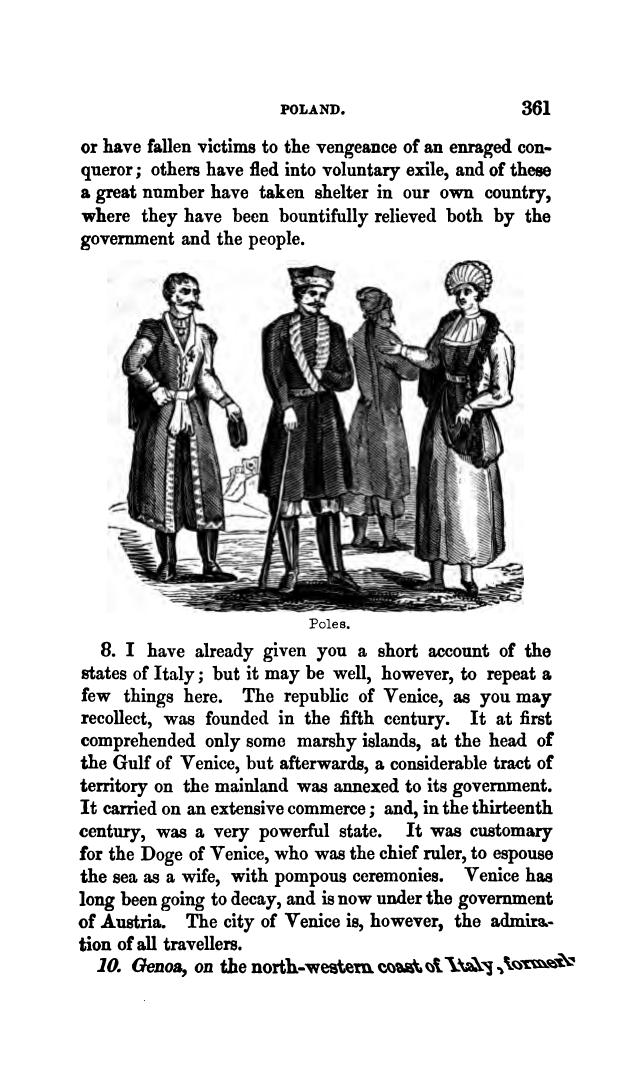 POLAND. 361
or have fallen victims to the vengeance of an enraged con-
queror; others have fled into voluntary exile, and of these
a great number have taken shelter in our own country,
where they have been bountifully relieved both by the
government and the people.
Poles.
8. I have already given you a short account of the
states of Italy; but it may be well, however, to repeat a
few things here. The republic of Venice, as you may
recollect, was founded in the fifth century. It at first
comprehended only some marshy islands, at the head of
the Gulf of Venice, but afterwards, a considerable tract of
territory on the mainland was annexed to its government.
It carried on an extensive commerce; and, in the thirteenth
century, was a very powerful state. It was customary
for the Doge of Venice, who was the chief ruler, to espouse
the sea as a wife, with pompous ceremonies. Venice has
long been going to decay, and is now under the government
of Austria. The city of Venice is, however, the admira-
tion of all travellers.
10. Genoa, on the north-western coast of Italy, formerly